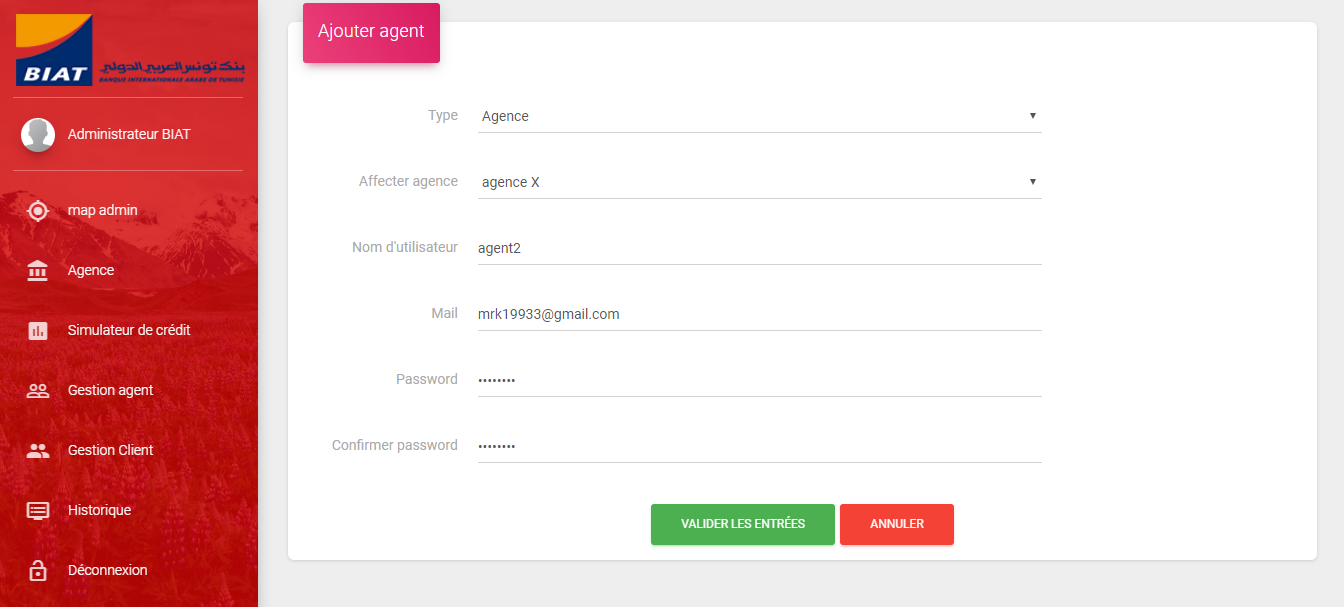 BIAT
بنك تونس العربي الدولي
BANQUE INTERNATIONALE ARABE DE TUNISIE
Administrateur BIAT
map admin
Agence
Simulateur de crédit
Gestion agent
Gestion Client
Historique
Déconnexion
Ajouter agent
Type
Agence
Affecter agence
agence X
Nom d'utilisateur
agent2
Mail
mrk19933@gmail.com
Password
••••••••
Confirmer password
••••••••
VALIDER LES ENTRÉES
ANNULER